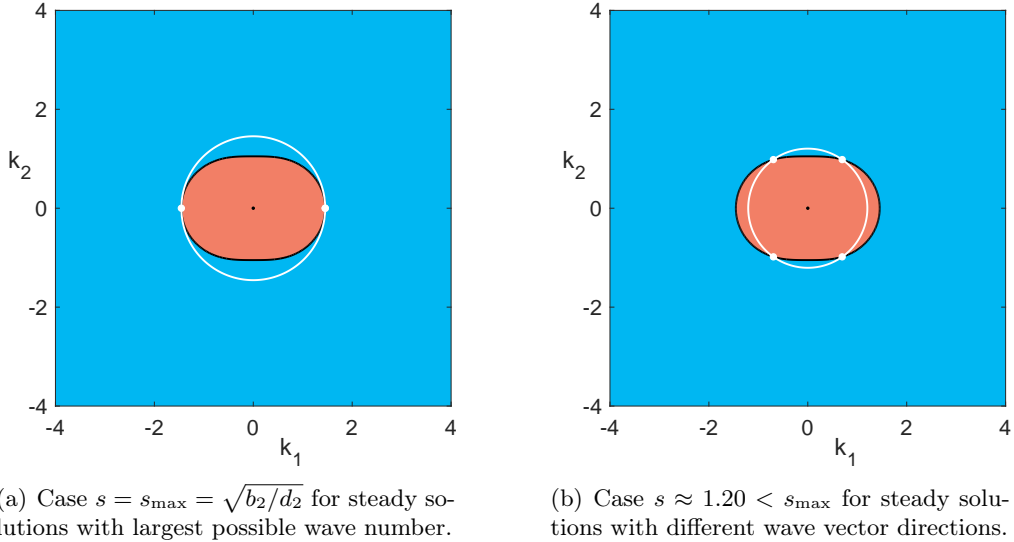 4
2
k2
0
-2
-4
-4 -2 0 2 4
k1
4
2
k2
0
-2
-4
-4 -2 0 2 4
k1
a) Case s = smax = √b2/d2 for steady so-
lutions with largest possible wave number.
(b) Case s ≈ 1.20 < smax for steady solu-
tions with different wave vector directions.